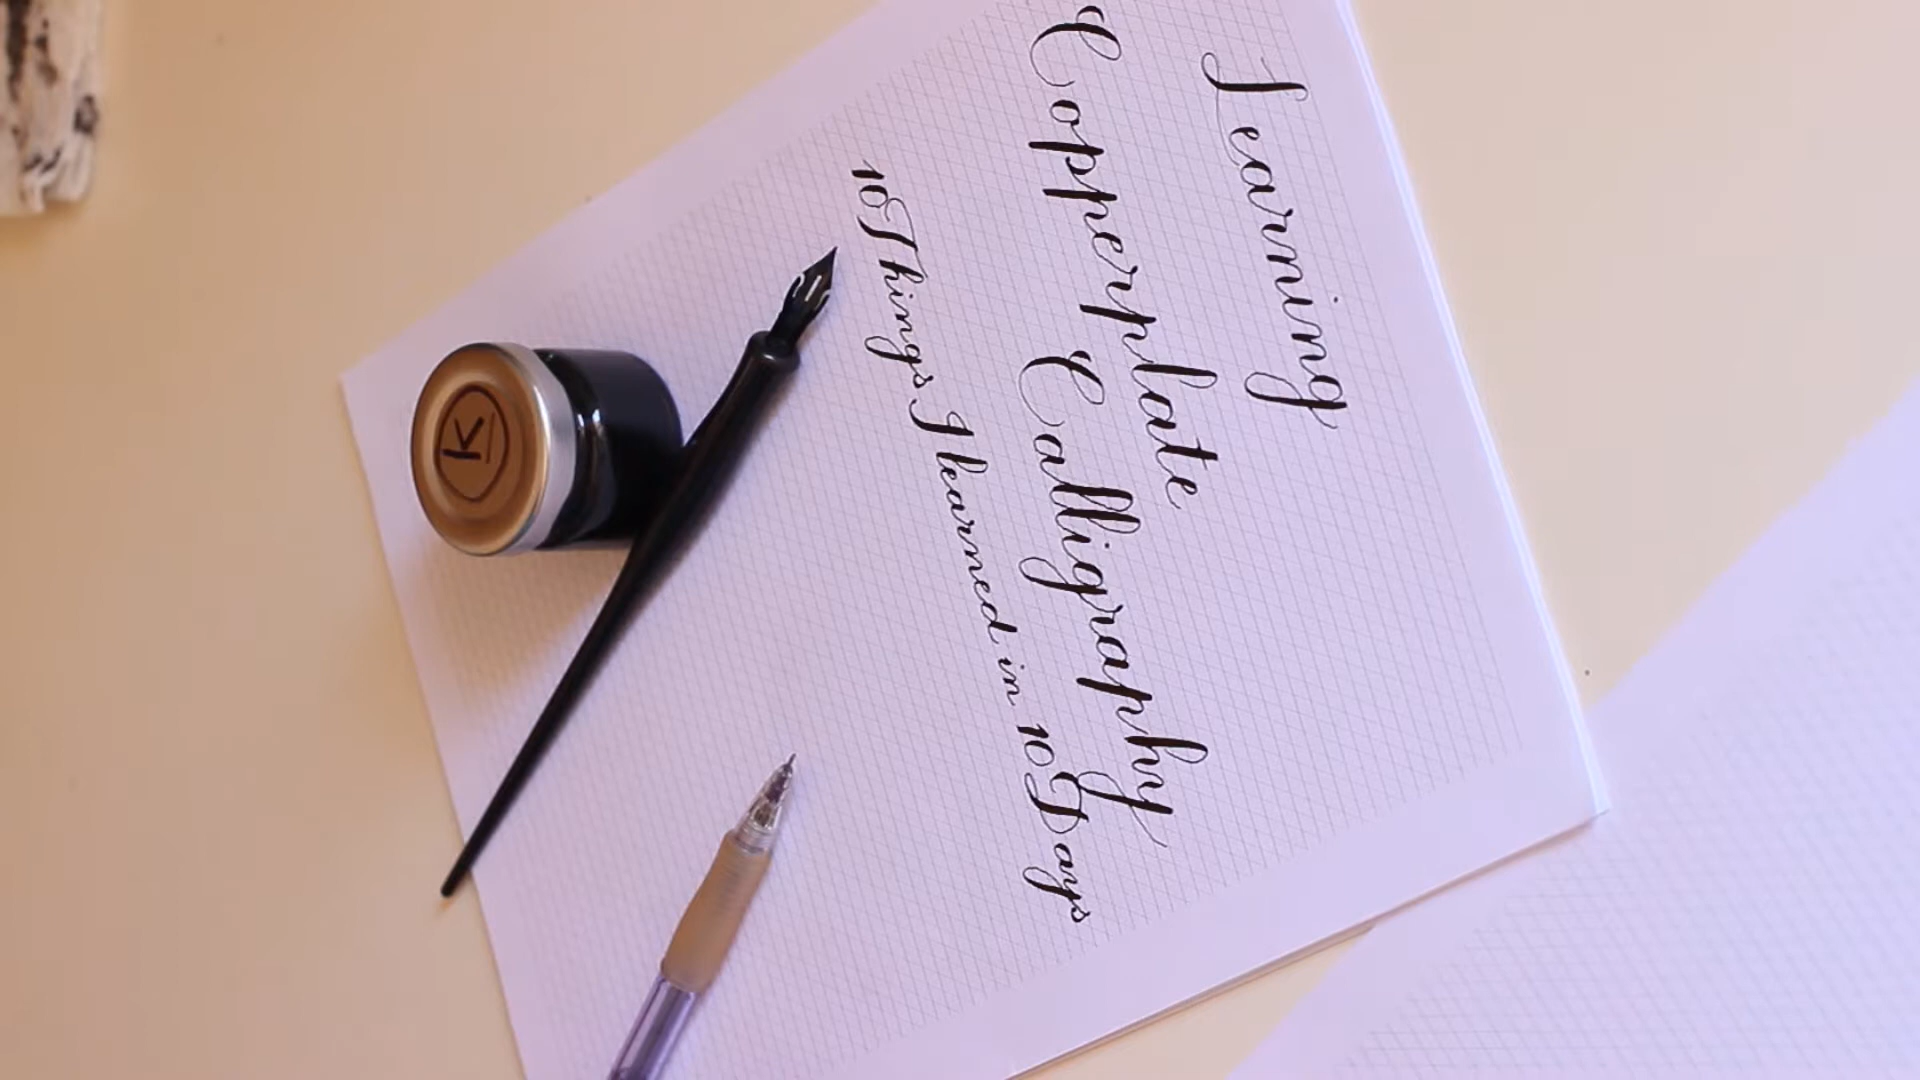 Learning
Copperplate
Calligraphy
10 Things I learned in 10 Days
K